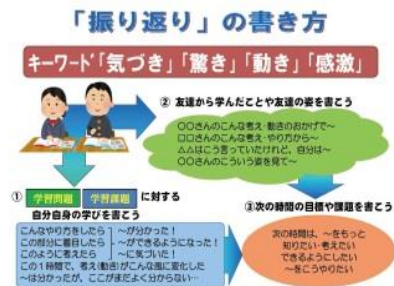 「振り返り」の書き方
キーワード「気づき」「驚き」「動き」「感激」
② 友達から学んだことや友達の姿を書こう
○○さんのこんな考え・動きのおかげで～
□□さんのこんな考え・やり方から～
△△はこう言っていたけれど、自分は～
○○さんのこういう姿を見て～
① 学習問題 学習課題 に対する
自分自身の学びを書こう
こんなやり方をしたら
この部分に着目したら
このように考えたら
～が分かった！
～ができるようになった！
～に気づいた！
この１時間で、考え(動き)がこんな風に変化した
～は分かったが、ここがまだよく分からない…
③次の時間の目標や課題を書こう
次の時間は、～をもっと
知りたい・考えたい
できるようにしたい
～をこうやりたい